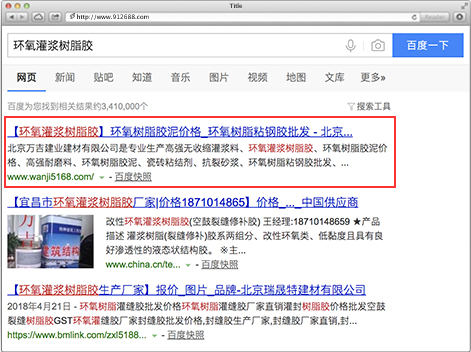 Title
http://www.912688.com
Reader
环氧灌浆树脂胶
百度一下
网页 新闻 贴吧 知道 音乐 图片 视频 地图 文库 更多»
百度为您找到相关结果约3,410,000个
搜索工具
【环氧灌浆树脂胶】环氧树脂胶泥价格_环氧树脂粘钢胶批发 - 北京...
北京万吉建业建材有限公司是专业生产高强无收缩灌浆料、环氧灌浆树脂胶、环氧树脂胶泥价
格、高强耐磨料、环氧树脂胶泥、瓷砖粘结剂、抗裂砂浆、环氧树脂粘钢胶批发、...
www.wanji5168.com/ - 百度快照
【宜昌市环氧灌浆树脂胶厂家|价格18710148​65】价格_..._中国供应商
改性环氧灌浆树脂胶(空鼓裂缝修补胶) 王经理:18710148659 ★产品
描述 灌浆树脂(裂缝修补)胶系两组分、改性环氧类、低黏度且具有良
好渗透性的液态状结构胶。 ※主...
www.china.cn/te... - 百度快照
【环氧灌浆树脂胶生产厂家】报价_图片_品牌-北京瑞晟特建材有限公司
2018年4月21日 - 环氧树脂灌缝胶批发价格环氧树脂灌缝胶厂家直销灌封树脂胶价格批发空鼓
裂缝树脂胶GST环氧灌缝胶厂家封缝胶批发价格,封缝胶生产厂家,封缝胶厂家直销,封...
https://www.bmlink.com/zxl5188... - 百度快照